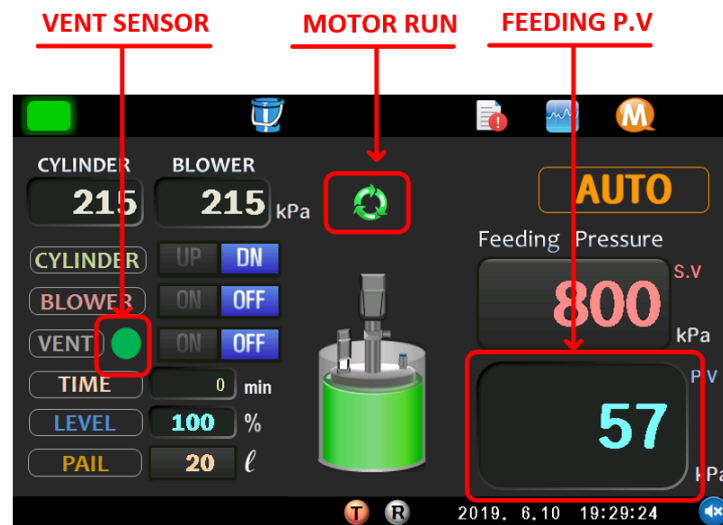 VENT SENSOR
MOTOR RUN
FEEDING P.V
M
CYLINDER
BLOWER
215
215 kPa
AUTO
Feeding Pressure
CYLINDER UP DN
S.V
800
kPa
BLOWER ON OFF
VENT ON OFF
TIME 0 min
P.V
57
kPa
LEVEL 100 %
PAIL 20 ℓ
T R
2019. 6.10 19:29:24